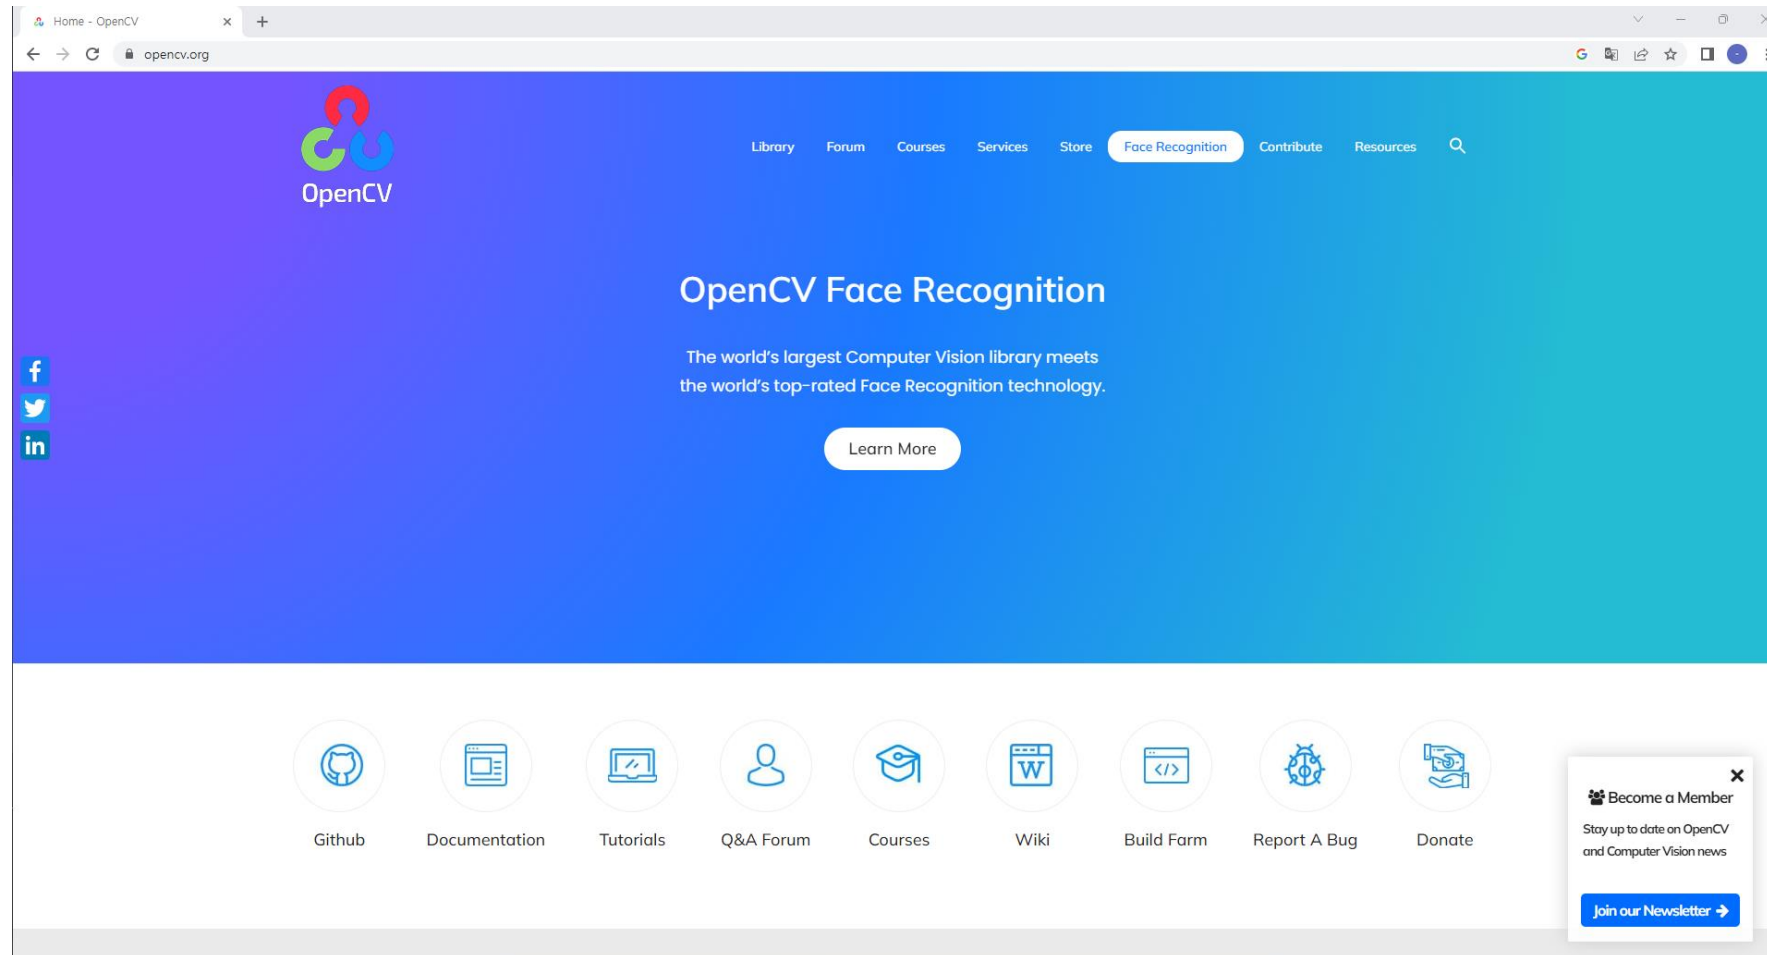 Home - OpenCV
opencv.org
OpenCV
Library Forum Courses Services Store Face Recognition Contribute Resources
OpenCV Face Recognition
The world's largest Computer Vision library meets
the world's top-rated Face Recognition technology.
Learn More
Github Documentation Tutorials Q&A Forum Courses Wiki Build Farm Report A Bug Donate
Become a Member
Stay up to date on OpenCV
and Computer Vision news
Join our Newsletter